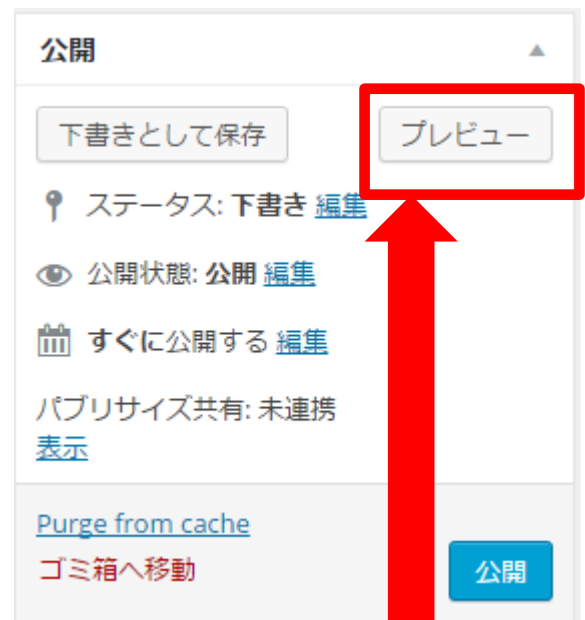 公開
下書きとして保存 プレビュー
ステータス: 下書き 編集
公開状態: 公開 編集
すぐに公開する 編集
パブリサイズ共有: 未連携
表示
Purge from cache
ゴミ箱へ移動 公開